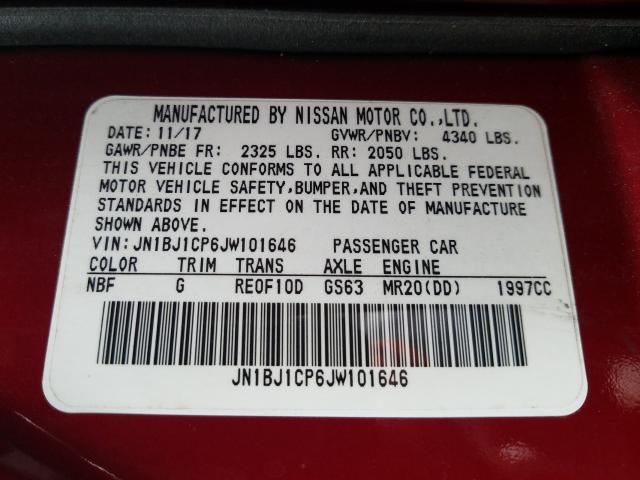 MANUFACTURED BY NISSAN MOTOR CO.,LTD.
DATE: 11/17 GVWR/PNBV: 4340 LBS.
GAWR/PNBE FR: 2325 LBS. RR: 2050 LBS.
THIS VEHICLE CONFORMS TO ALL APPLICABLE FEDERAL
MOTOR VEHICLE SAFETY,BUMPER,AND THEFT PREVENTION
STANDARDS IN EFFECT ON THE DATE OF MANUFACTURE
SHOWN ABOVE.
VIN: JN1BJ1CP6JW101646 PASSENGER CAR
COLOR TRIM TRANS AXLE ENGINE
NBF G RE0F10D GS63 MR20(DD) 1997CC
JN1BJ1CP6JW101646